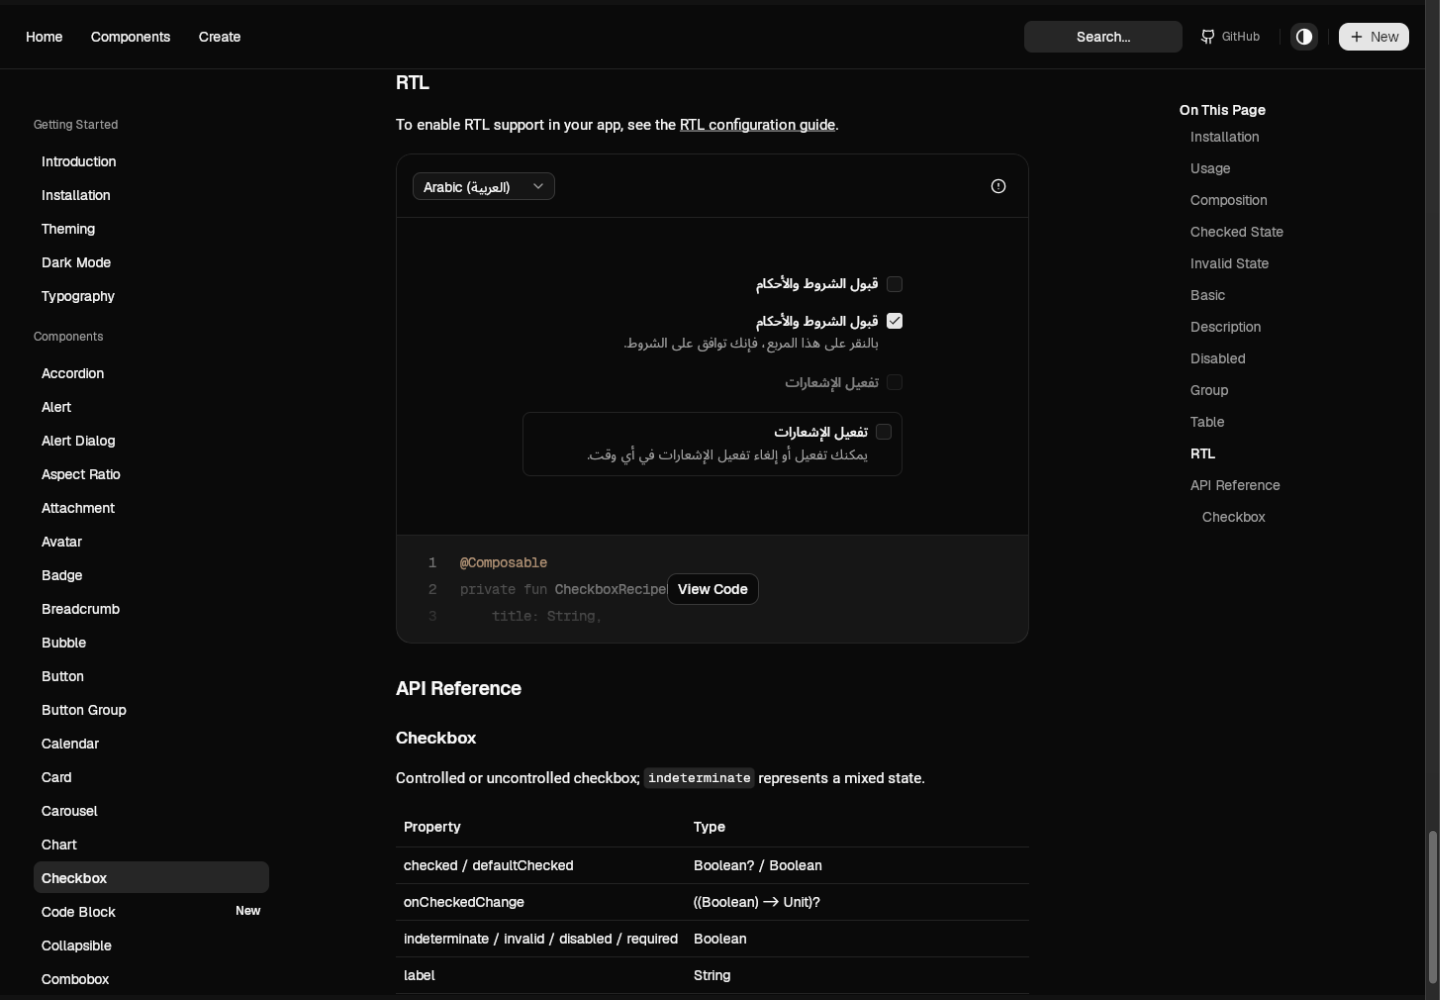 Home
Components
Create
Search...
GitHub
New
Getting Started
Introduction
Installation
Theming
Dark Mode
Typography
Components
Accordion
Alert
Alert Dialog
Aspect Ratio
Attachment
Avatar
Badge
Breadcrumb
Bubble
Button
Button Group
Calendar
Card
Carousel
Chart
Checkbox
Code Block New
Collapsible
Combobox
RTL
To enable RTL support in your app, see the RTL configuration guide.
Arabic (العربية)
قبول الشروط والأحكام
قبول الشروط والأحكام
بالنقر على هذا المربع، فإنك توافق على الشروط.
تفعيل الإشعارات
تفعيل الإشعارات
يمكنك تفعيل أو إلغاء تفعيل الإشعارات في أي وقت.
1 @Composable
2 private fun CheckboxRecipe
View Code
3 title: String,
API Reference
Checkbox
Controlled or uncontrolled checkbox; indeterminate represents a mixed state.
Property Type
checked / defaultChecked Boolean? / Boolean
onCheckedChange ((Boolean) -> Unit)?
indeterminate / invalid / disabled / required Boolean
label String
On This Page
Installation
Usage
Composition
Checked State
Invalid State
Basic
Description
Disabled
Group
Table
RTL
API Reference
Checkbox